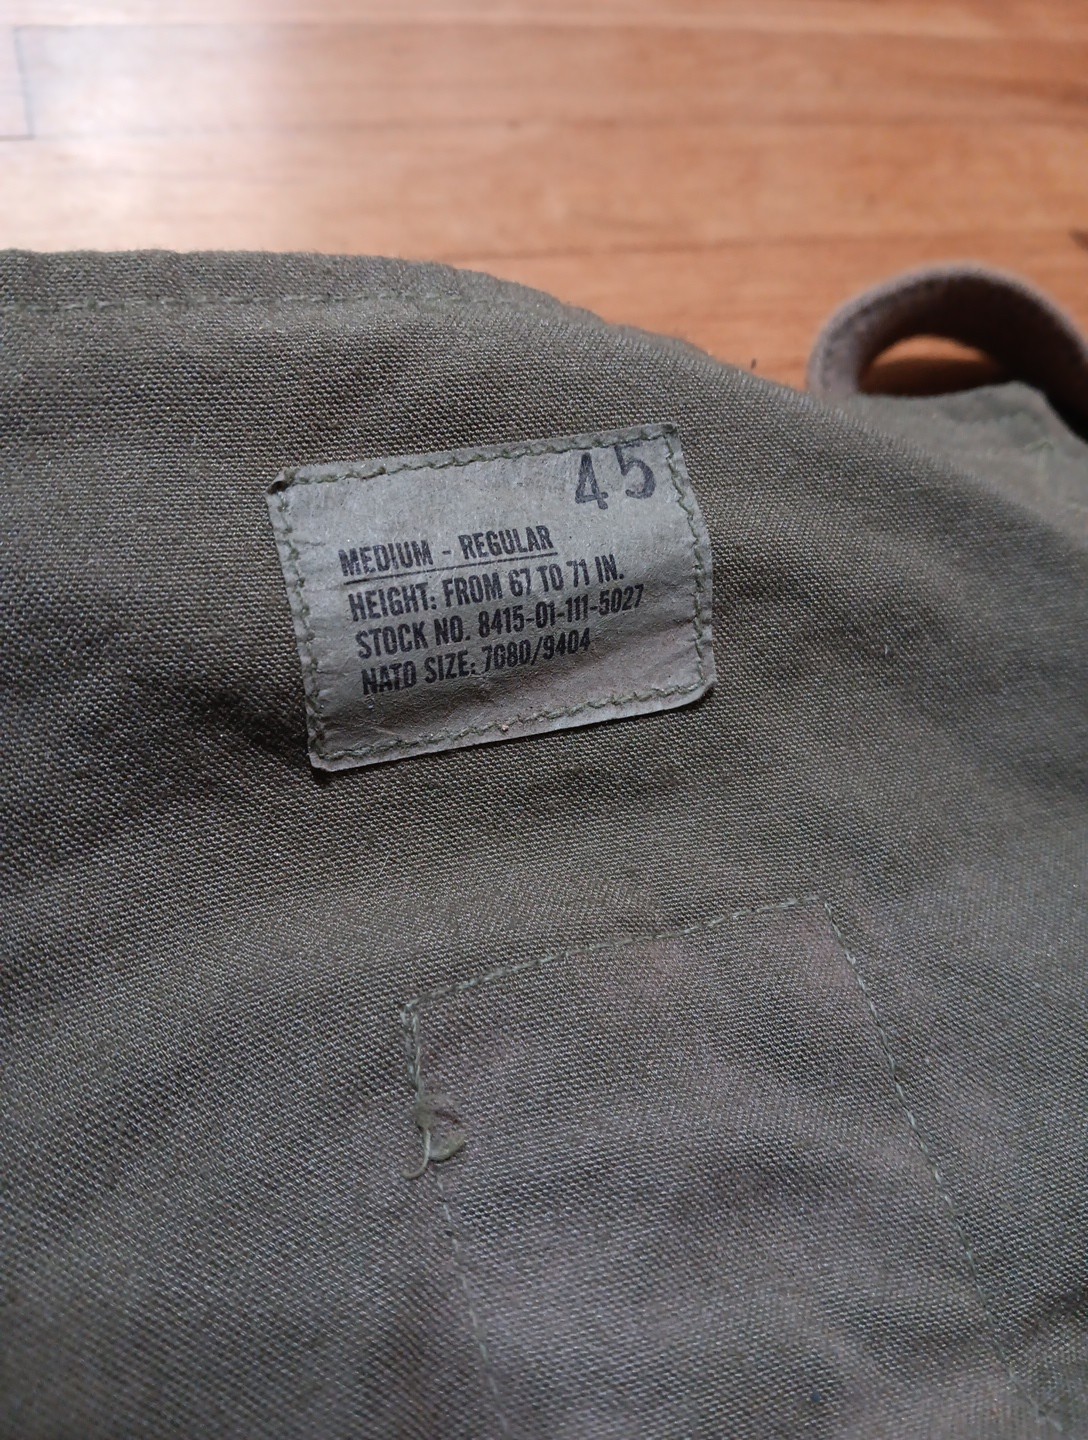 45
MEDIUM - REGULAR
HEIGHT: FROM 67 TO 71 IN.
STOCK NO. 8415-01-111-5027
NATO SIZE: 7080/9404